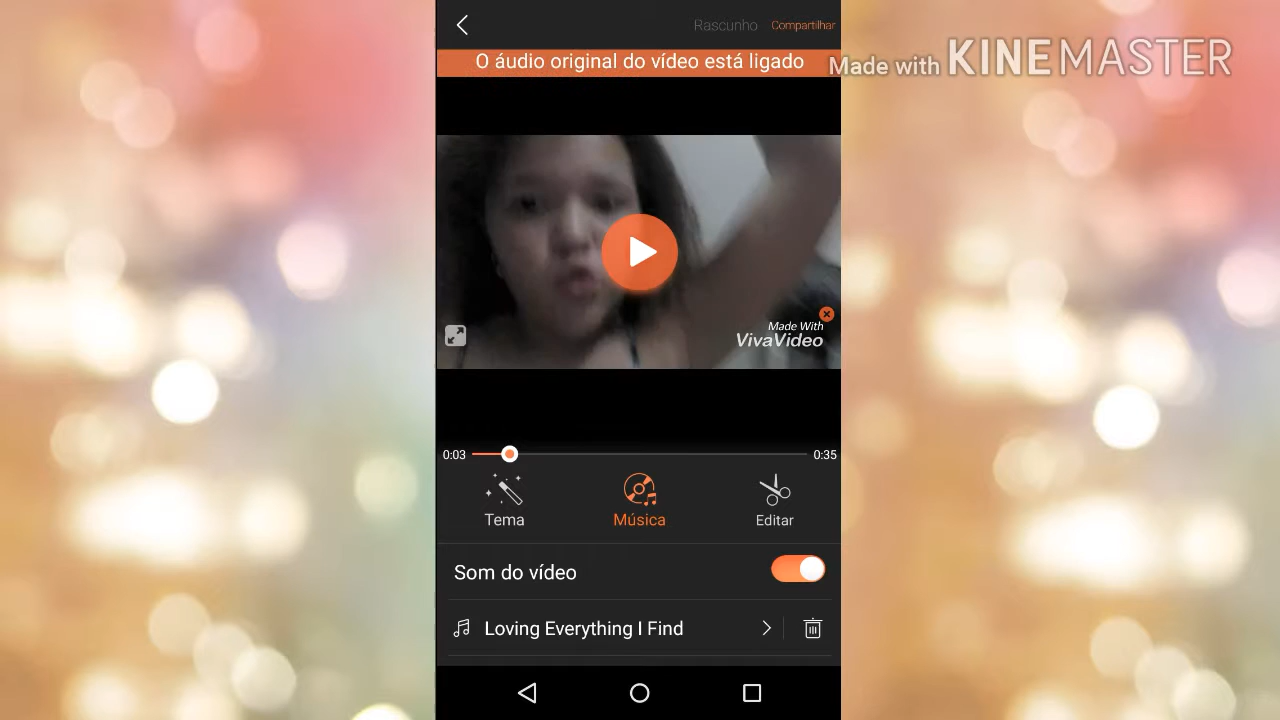 Rascunho Compartilhar
O áudio original do vídeo está ligado
Made with KINEMASTER
Made With
VivaVideo
0:03 0:35
Tema Música Editar
Som do vídeo
Loving Everything I Find